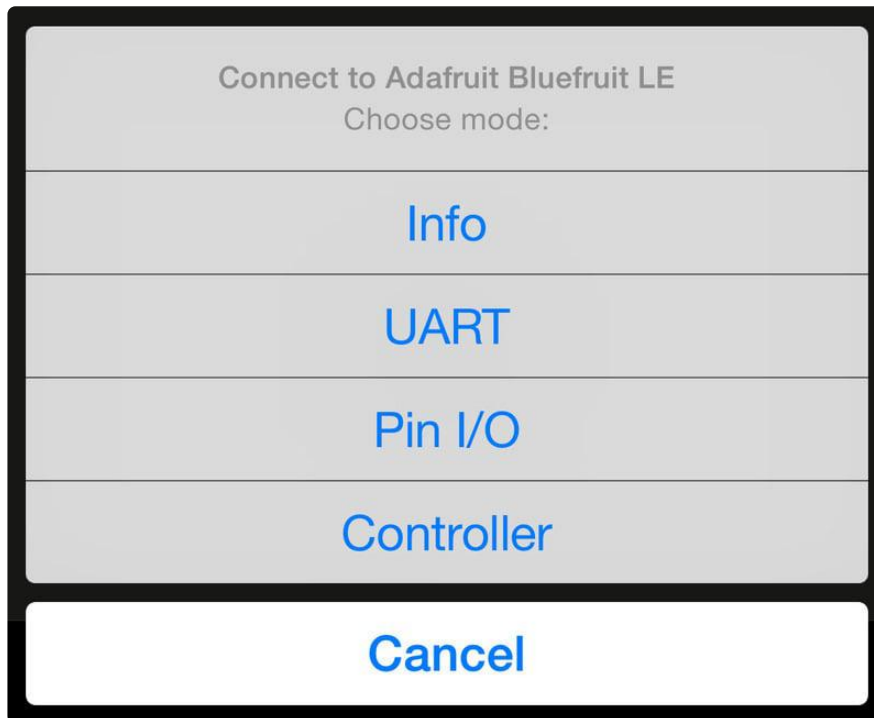 Connect to Adafruit Bluefruit LE
Choose mode:
Info
UART
Pin I/O
Controller
Cancel